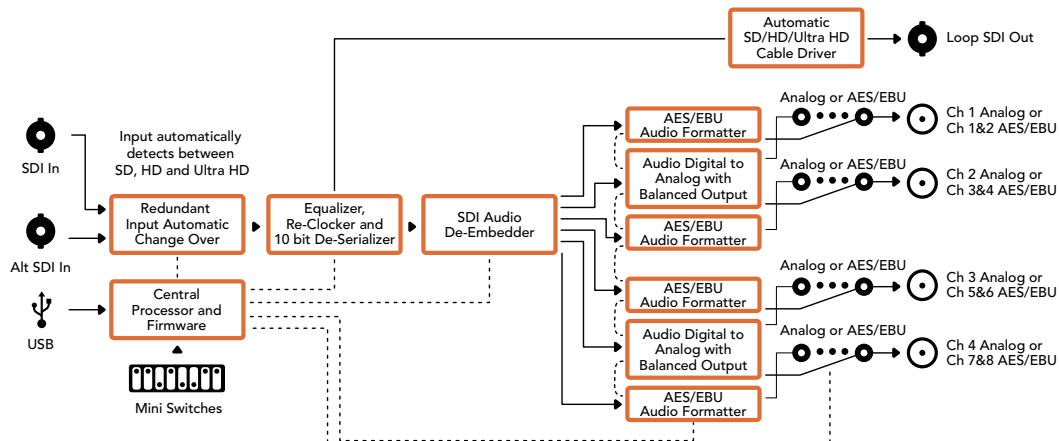 Automatic
SD/HD/Ultra HD
Cable Driver
Loop SDI Out
SDI In
Input automatically
detects between
SD, HD and Ultra HD
Alt SDI In
Redundant
Input Automatic
Change Over
Equalizer,
Re-Clocker and
10 bit De-Serializer
SDI Audio
De-Embedder
USB
Central
Processor and
Firmware
Mini Switches
AES/EBU
Audio Formatter
Audio Digital to
Analog with
Balanced Output
AES/EBU
Audio Formatter
AES/EBU
Audio Formatter
Audio Digital to
Analog with
Balanced Output
AES/EBU
Audio Formatter
Analog or AES/EBU
Ch 1 Analog or
Ch 1&2 AES/EBU
Analog or AES/EBU
Ch 2 Analog or
Ch 3&4 AES/EBU
Analog or AES/EBU
Ch 3 Analog or
Ch 5&6 AES/EBU
Analog or AES/EBU
Ch 4 Analog or
Ch 7&8 AES/EBU